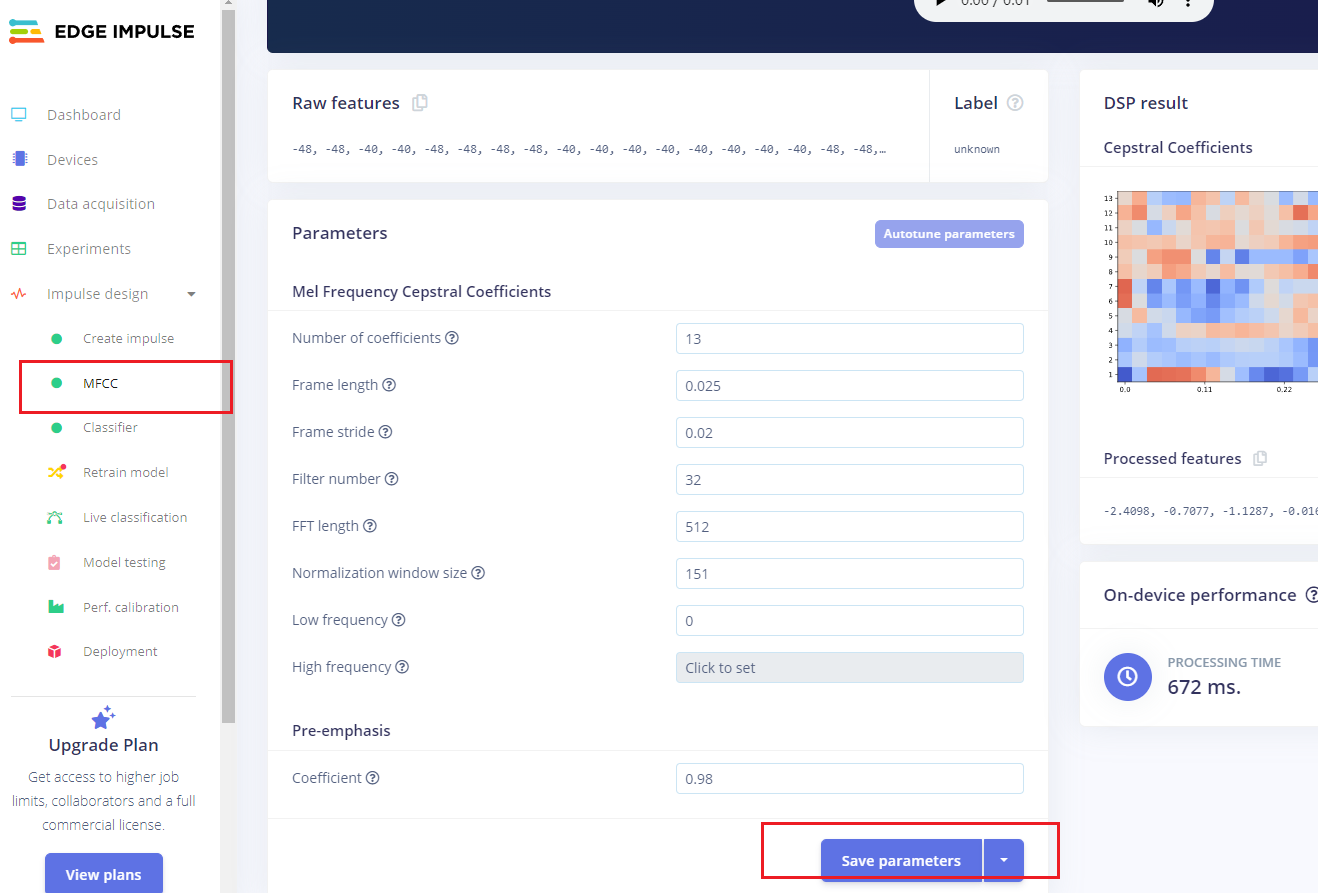 EDGE IMPULSE
Dashboard
Devices
Data acquisition
Experiments
Impulse design
Create impulse
MFCC
Classifier
Retrain model
Live classification
Model testing
Perf. calibration
Deployment
Upgrade Plan
Get access to higher job
limits, collaborators and a full
commercial license.
View plans
0:00 / 0:01
Raw features
-48, -48, -40, -40, -48, -48, -48, -48, -40, -40, -40, -40, -40, -40, -40, -40, -48, -48,…
Label
unknown
Parameters
Autotune parameters
Mel Frequency Cepstral Coefficients
Number of coefficients
13
Frame length
0.025
Frame stride
0.02
Filter number
32
FFT length
512
Normalization window size
151
Low frequency
0
High frequency
Click to set
Pre-emphasis
Coefficient
0.98
Save parameters
DSP result
Cepstral Coefficients
13
12
11
10
9
8
7
6
5
4
3
2
1
0.0 0.11 0.22
Processed features
-2.4098, -0.7077, -1.1287, -0.016
On-device performance
PROCESSING TIME
672 ms.